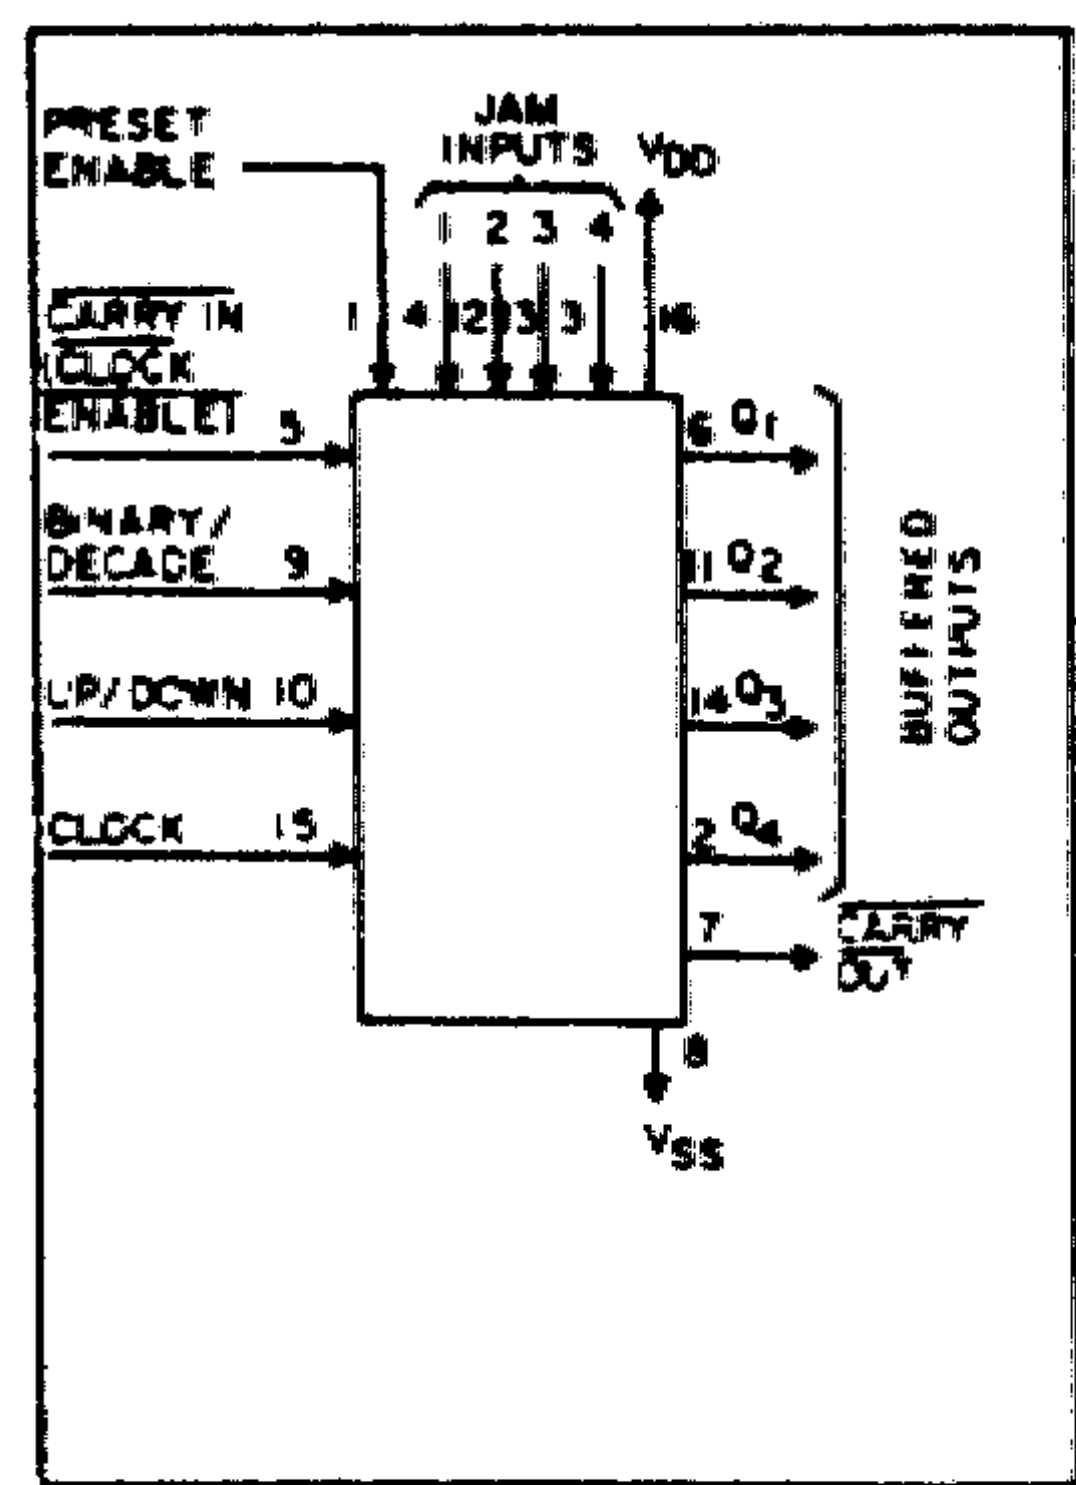 PRESET
ENABLE
JAM
INPUTS
VDD
1 2 3 4
1 4 12 13 3 16
CARRY IN
(CLOCK
ENABLE)
5
BINARY/
DECADE 9
UP/DOWN 10
CLOCK 15
6 Q1
11 Q2
14 Q3
2 Q4
BUFFERED
OUTPUTS
7
CARRY
OUT
8
VSS